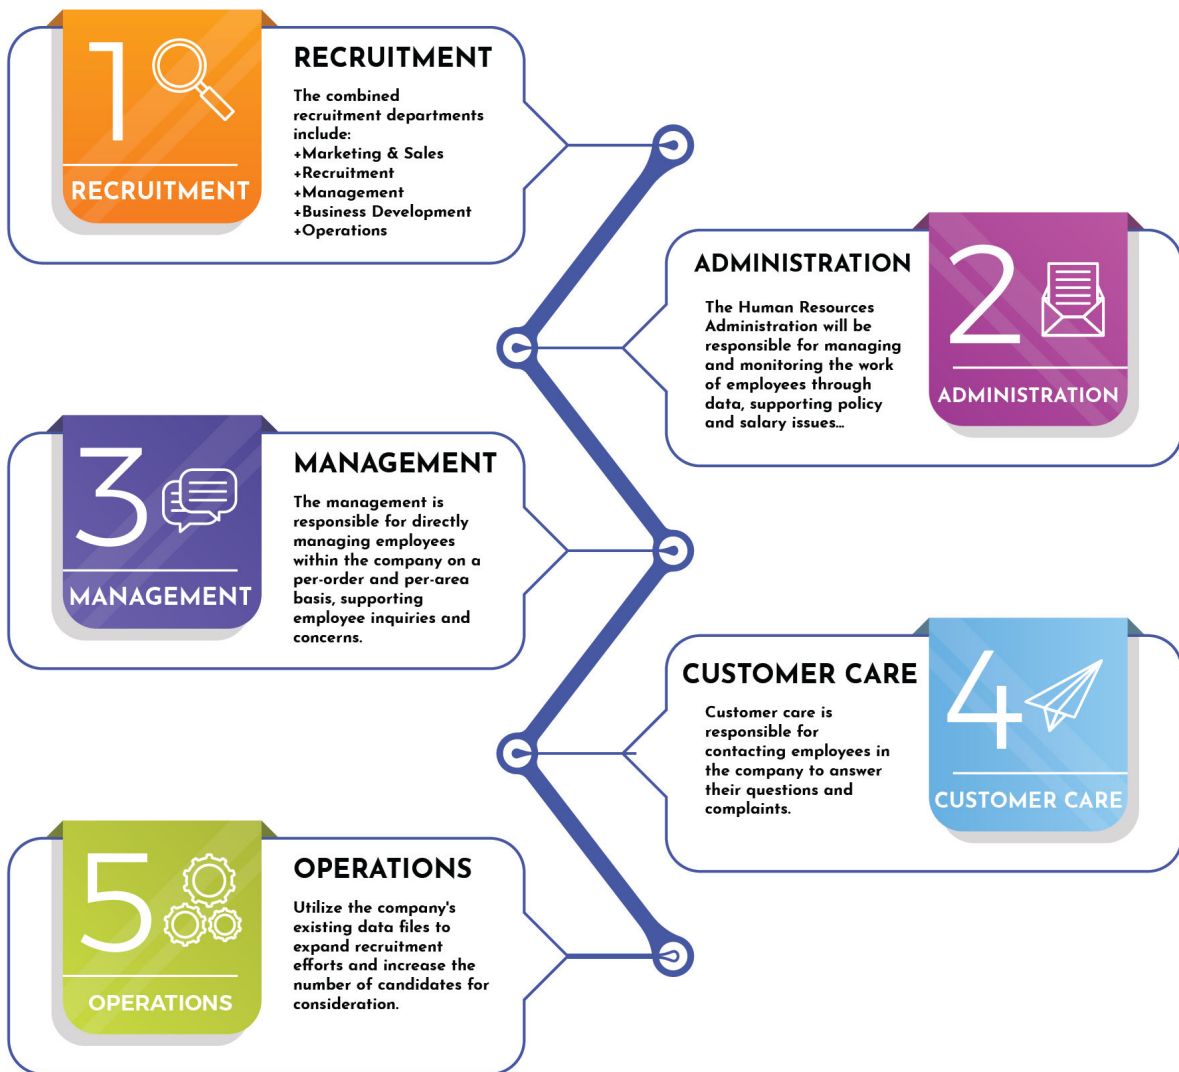 1
RECRUITMENT
RECRUITMENT
The combined
recruitment departments
include:
+Marketing & Sales
+Recruitment
+Management
+Business Development
+Operations
ADMINISTRATION
The Human Resources
Administration will be
responsible for managing
and monitoring the work
of employees through
data, supporting policy
and salary issues...
2
ADMINISTRATION
3
MANAGEMENT
MANAGEMENT
The management is
responsible for directly
managing employees
within the company on a
per-order and per-area
basis, supporting
employee inquiries and
concerns.
CUSTOMER CARE
Customer care is
responsible for
contacting employees in
the company to answer
their questions and
complaints.
4
CUSTOMER CARE
5
OPERATIONS
OPERATIONS
Utilize the company's
existing data files to
expand recruitment
efforts and increase the
number of candidates for
consideration.